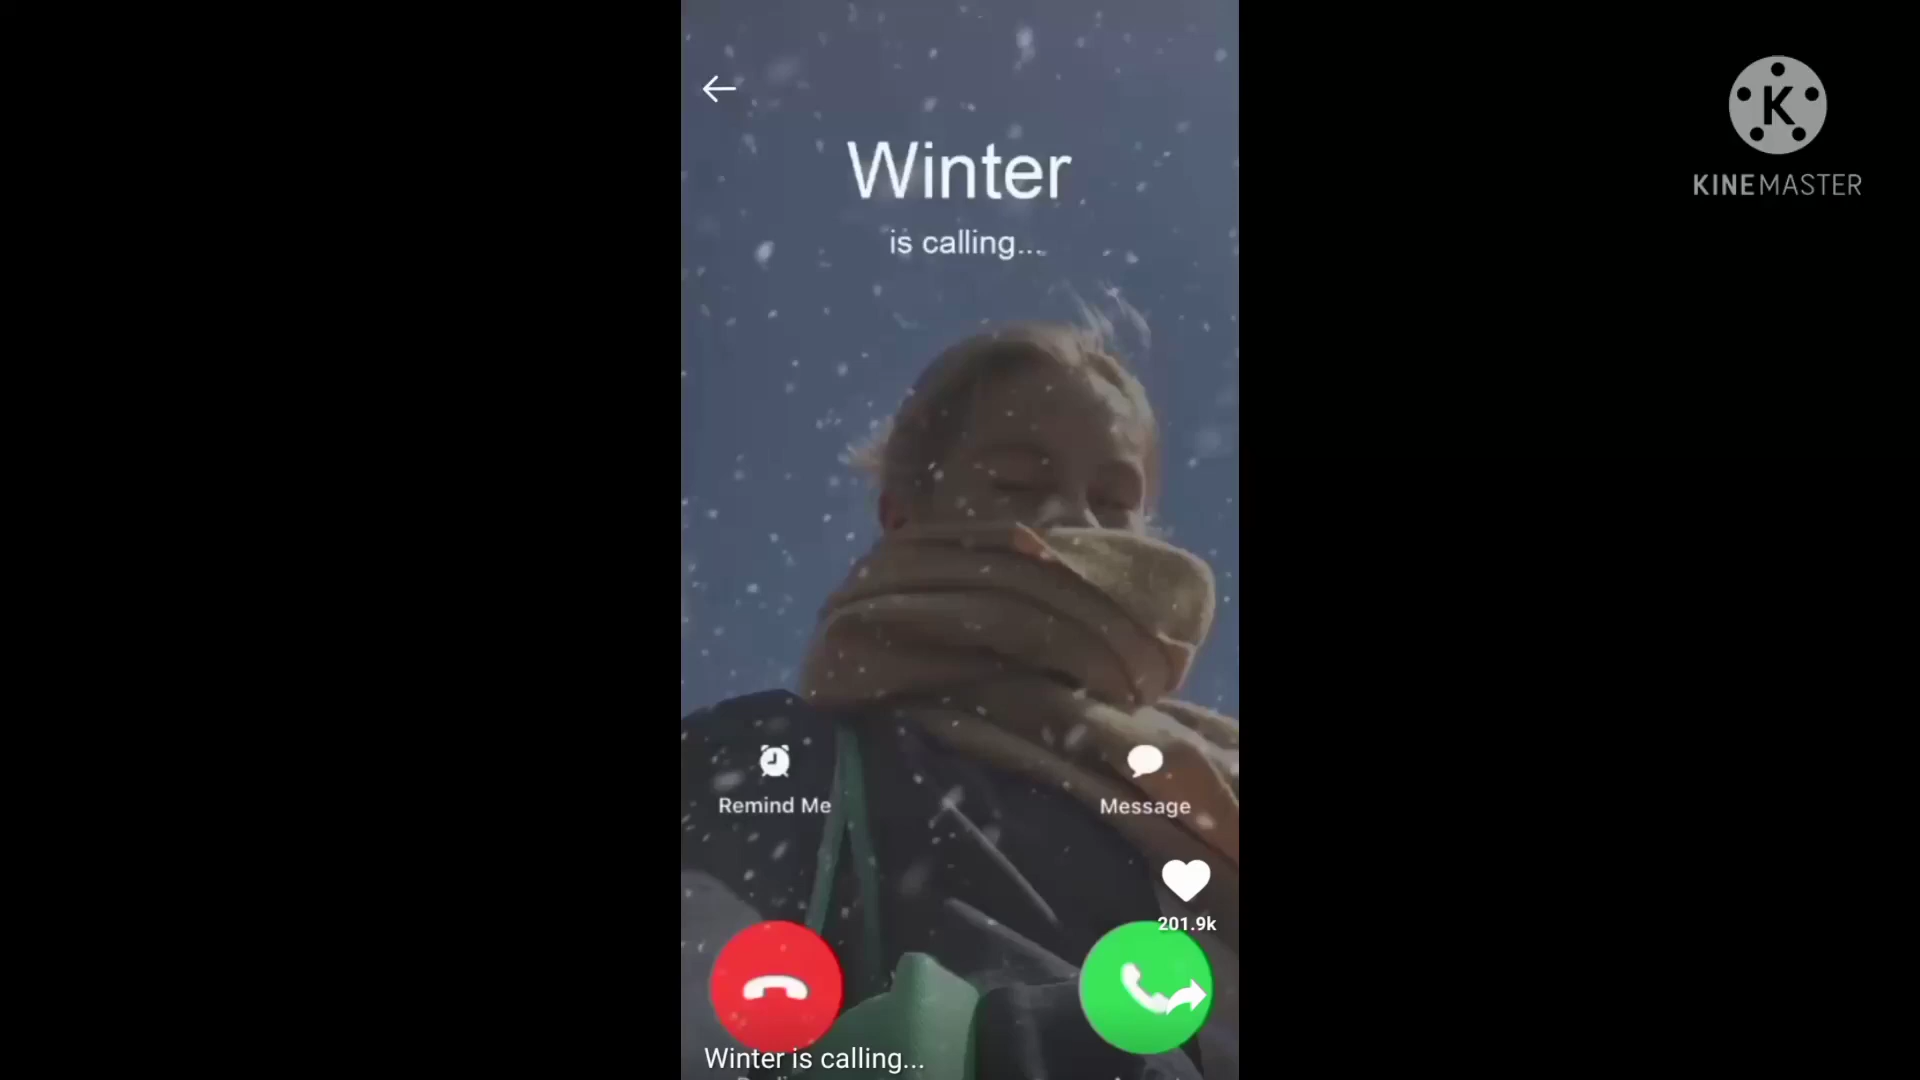 Winter
is calling...
K
KINEMASTER
Remind Me
Message
201.9k
Winter is calling...